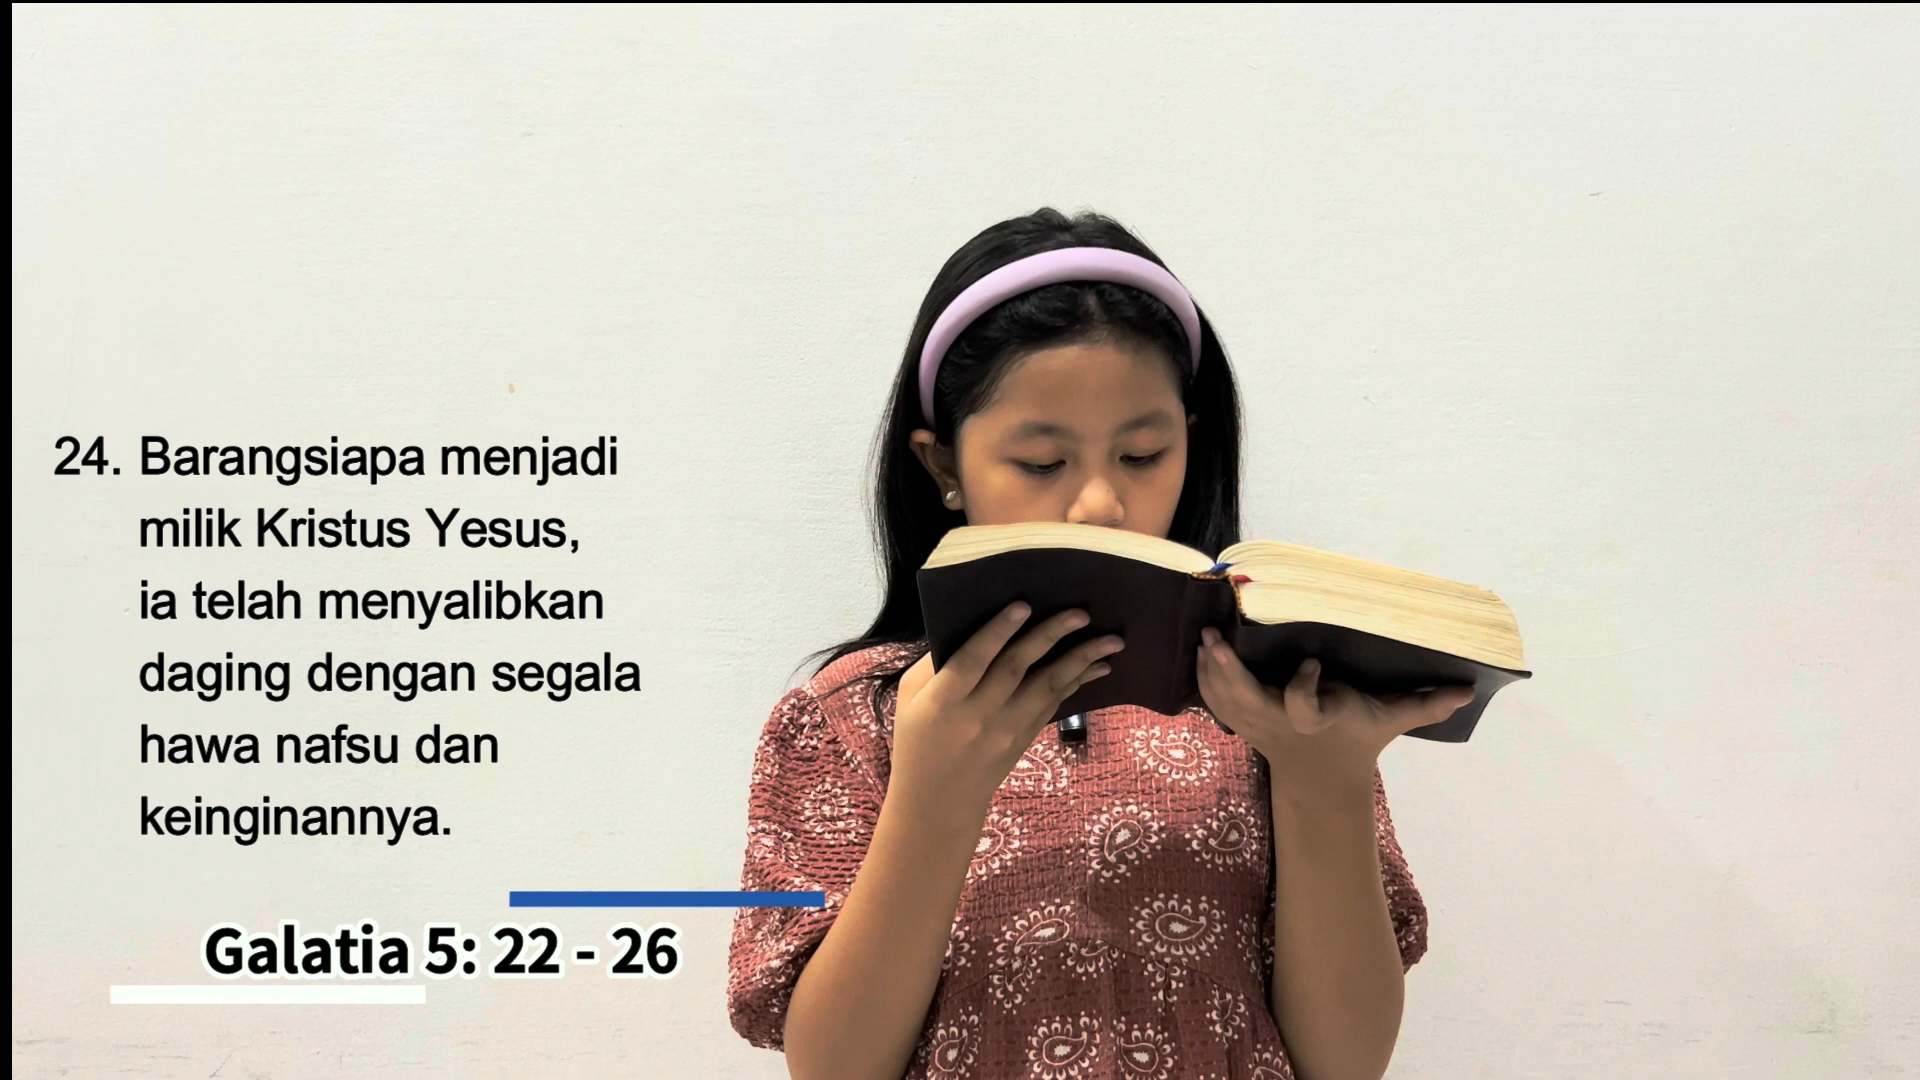 24. Barangsiapa menjadi
milik Kristus Yesus,
ia telah menyalibkan
daging dengan segala
hawa nafsu dan
keinginannya.
Galatia 5: 22 - 26